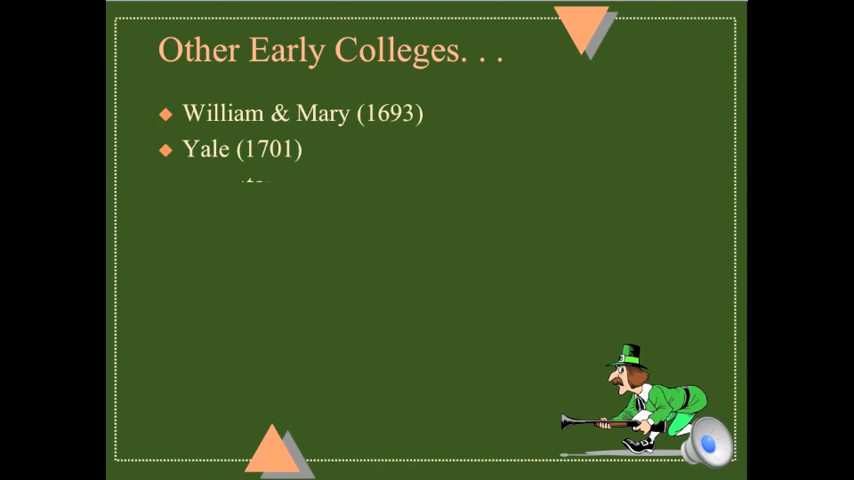 Other Early Colleges. . .
William & Mary (1693)
Yale (1701)